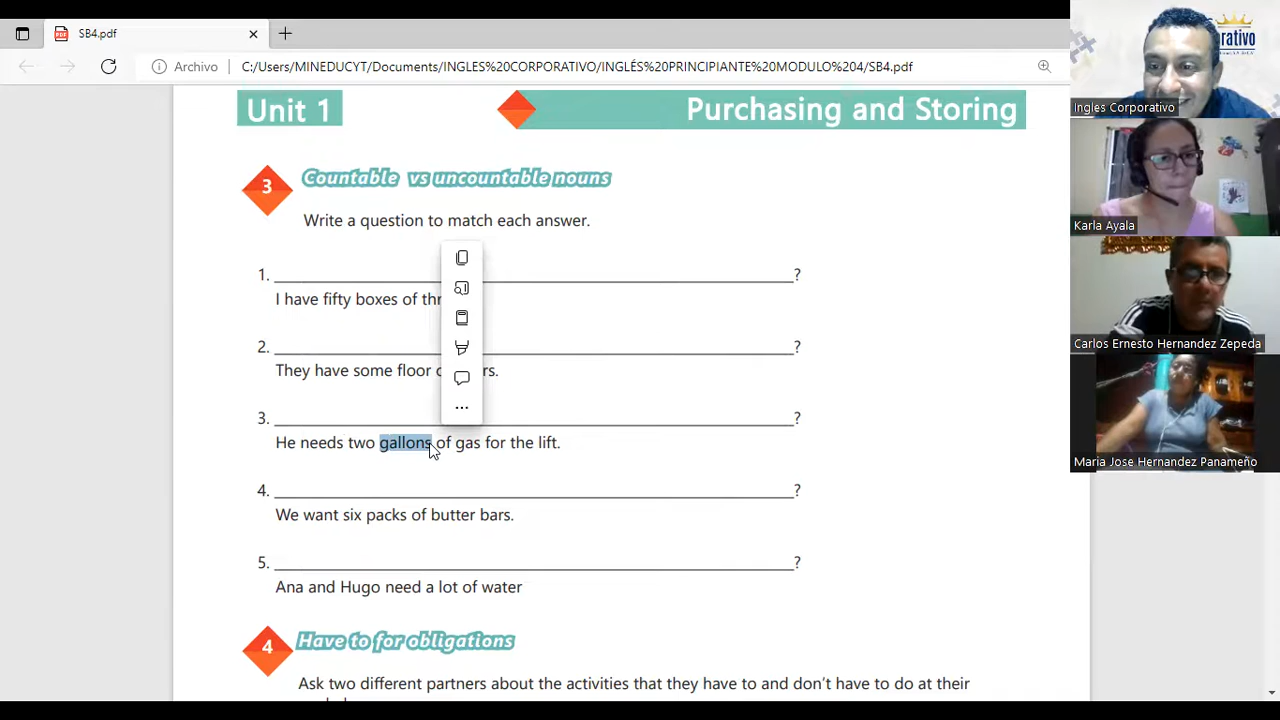 SB4.pdf
Archivo
C:/Users/MINEDUCYT/Documents/INGLES%20CORPORATIVO/INGLÉS%20PRINCIPIANTE%20MODULO%204/SB4.pdf
Unit 1
Purchasing and Storing
3
Countable vs uncountable nouns
Write a question to match each answer.
1. ?
I have fifty boxes of thr
2. ?
They have some floor c rs.
3. ?
He needs two gallons of gas for the lift.
4. ?
We want six packs of butter bars.
5. ?
Ana and Hugo need a lot of water
4
Have to for obligations
Ask two different partners about the activities that they have to and don't have to do at their
rativo
Ingles Corporativo
Karla Ayala
Carlos Ernesto Hernandez Zepeda
Maria Jose Hernandez Panameño